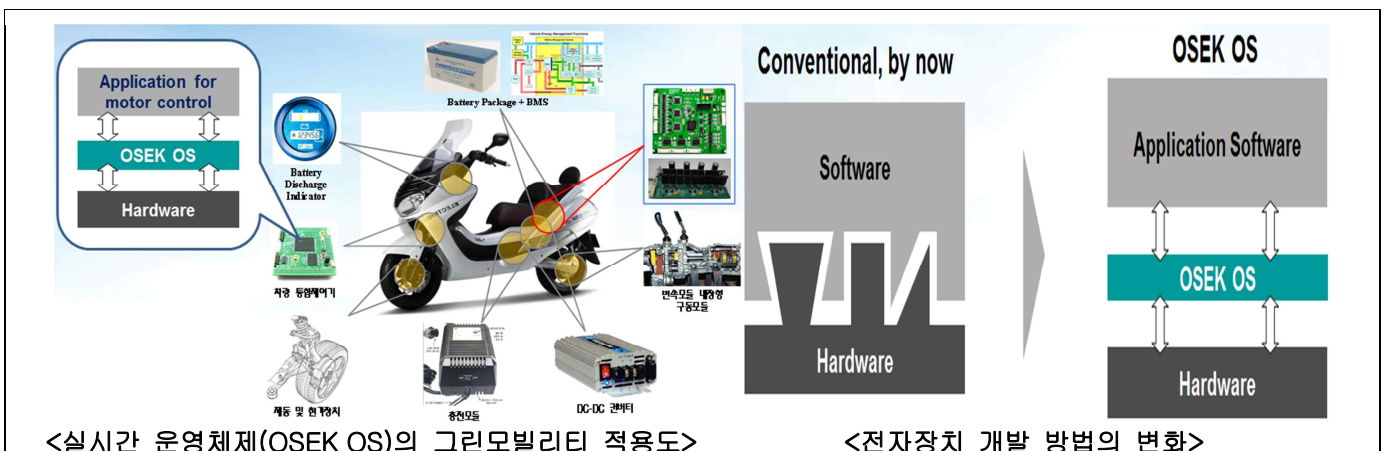 Application for
motor control
OSEK OS
Hardware
Battery
Discharge
Indicator
Battery Package + BMS
차량 통합제어기
제동 및 현가장치
충전모듈
DC-DC 컨버터
변속모듈 내장형
구동모듈
Conventional, by now
Software
Hardware
OSEK OS
Application Software
OSEK OS
Hardware
<실시간 운영체제(OSEK OS)의 그린모빌리티 적용도>
<전자장치 개발 방법의 변화>